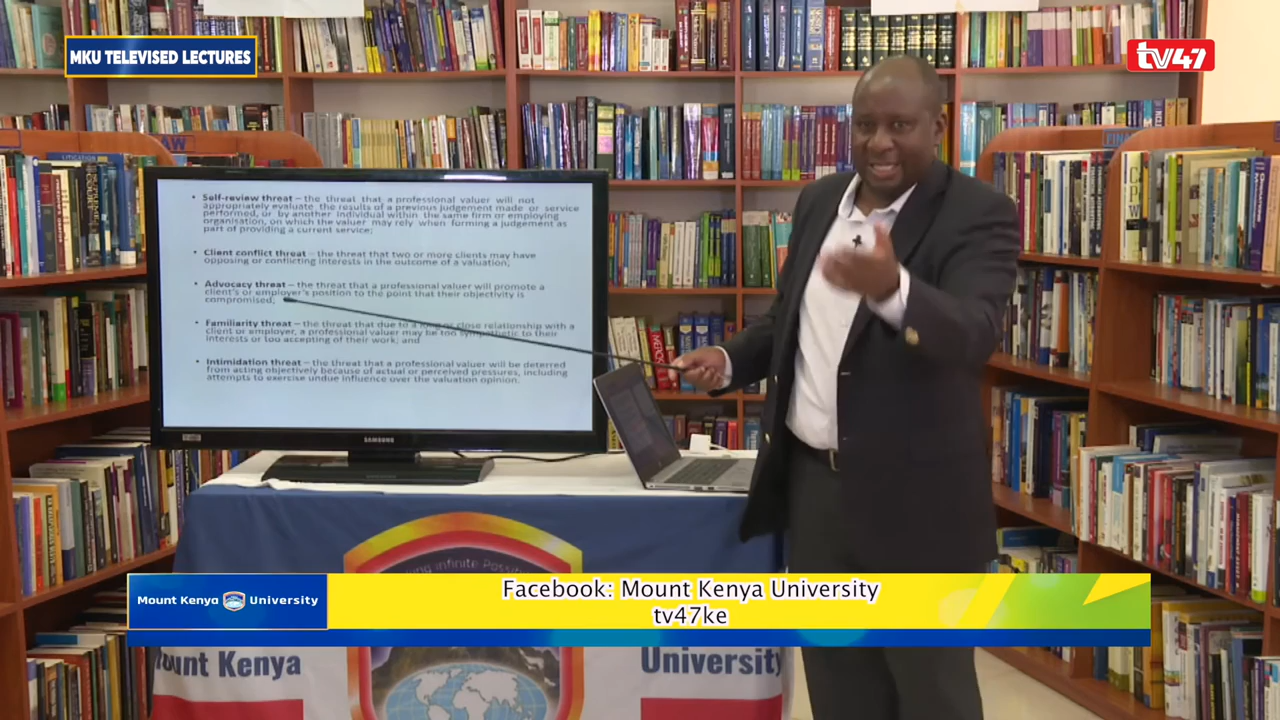 MKU TELEVISED LECTURES
tv47
LAW
• Self-review threat – the threat that a professional valuer will not
appropriately evaluate the results of a previous judgement made or service
performed, or by another individual within the same firm or employing
organisation, on which the valuer may rely when forming a judgement as
part of providing a current service;
• Client conflict threat – the threat that two or more clients may have
opposing or conflicting interests in the outcome of a valuation;
• Advocacy threat – the threat that a professional valuer will promote a
client's or employer's position to the point that their objectivity is
compromised;
• Familiarity threat – the threat that due to a long or close relationship with a
client or employer, a professional valuer may be too sympathetic to their
interests or too accepting of their work; and
• Intimidation threat – the threat that a professional valuer will be deterred
from acting objectively because of actual or perceived pressures, including
attempts to exercise undue influence over the valuation opinion.
SAMSUNG
Infinite
Mount Kenya University
Facebook: Mount Kenya University
tv47ke
Mount Kenya
University